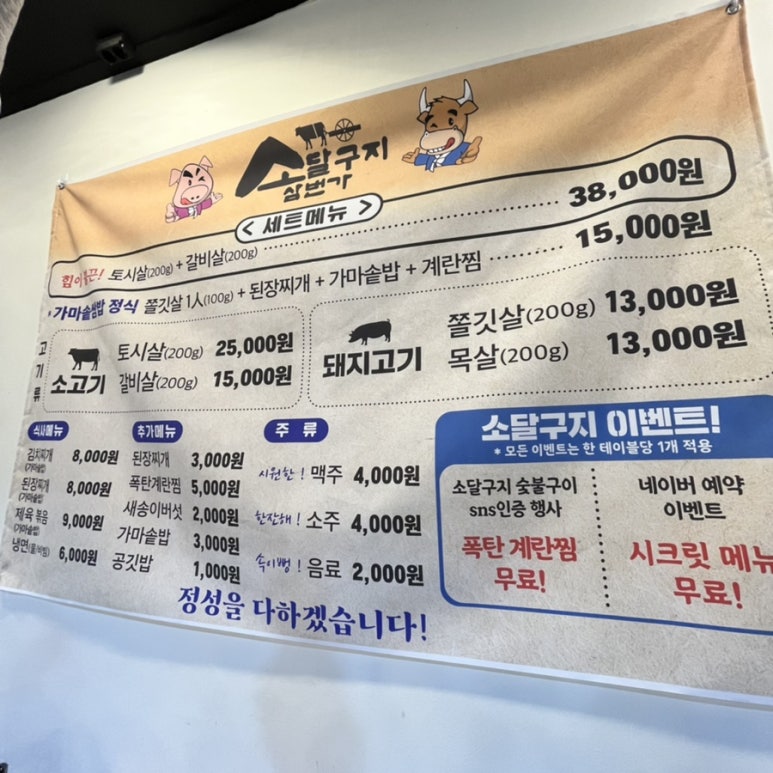 소달구지
삼번가
< 세트메뉴 >
토시살(200g) + 갈비살(200g) 38,000원
*가마솥쌈밥 정식 쫄깃살 1人(100g) + 된장찌개 + 가마솥밥 + 계란찜 15,000원
고기류
소고기
토시살(200g) 25,000원
갈비살(200g) 15,000원
돼지고기
쫄깃살(200g) 13,000원
목살(200g) 13,000원
식사메뉴
김치찌개 8,000원
(가마솥밥)
된장찌개 8,000원
(가마솥밥)
제육 볶음 9,000원
(가마솥밥)
냉면(물/비빔) 6,000원
추가메뉴
된장찌개 3,000원
폭탄계란찜 5,000원
새송이버섯 2,000원
가마솥밥 3,000원
공깃밥 1,000원
주 류
시원한! 맥주 4,000원
한잔해! 소주 4,000원
속이뻥! 음료 2,000원
소달구지 이벤트!
* 모든 이벤트는 한 테이블당 1개 적용
소달구지 숯불구이
sns인증 행사
폭탄 계란찜
무료!
네이버 예약
이벤트
시크릿 메뉴
무료!
정성을 다하겠습니다!